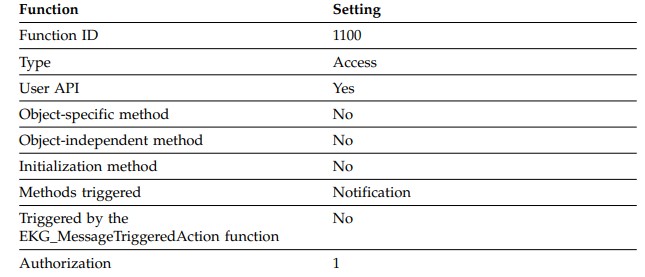 Function Setting
Function ID 1100
Type Access
User API Yes
Object-specific method No
Object-independent method No
Initialization method No
Methods triggered Notification
Triggered by the No
EKG_MessageTriggeredAction function
Authorization 1